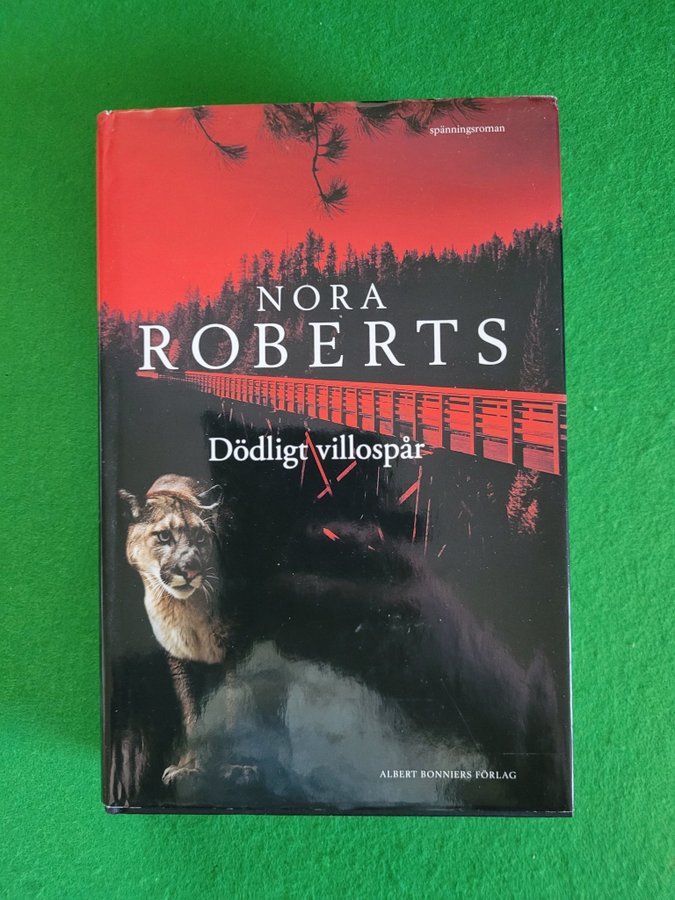 spänningsroman
NORA
ROBERTS
Dödligt villospår
ALBERT BONNIERS FÖRLAG